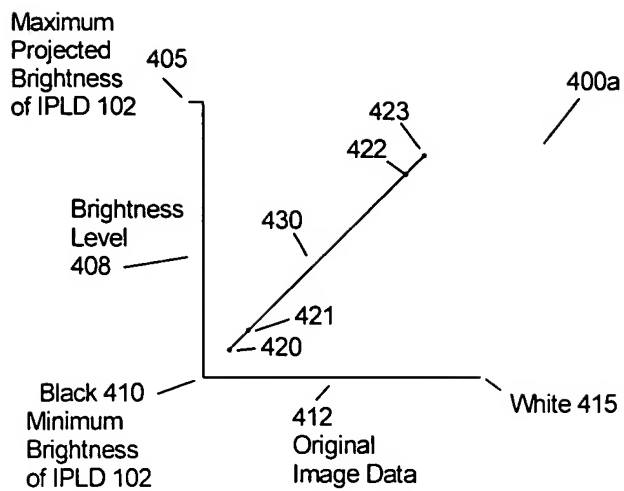 Maximum
Projected
Brightness
of IPLD 102
405
400a
423
422
Brightness
Level
408
430
421
420
Black 410
Minimum
Brightness
of IPLD 102
412
Original
Image Data
White 415